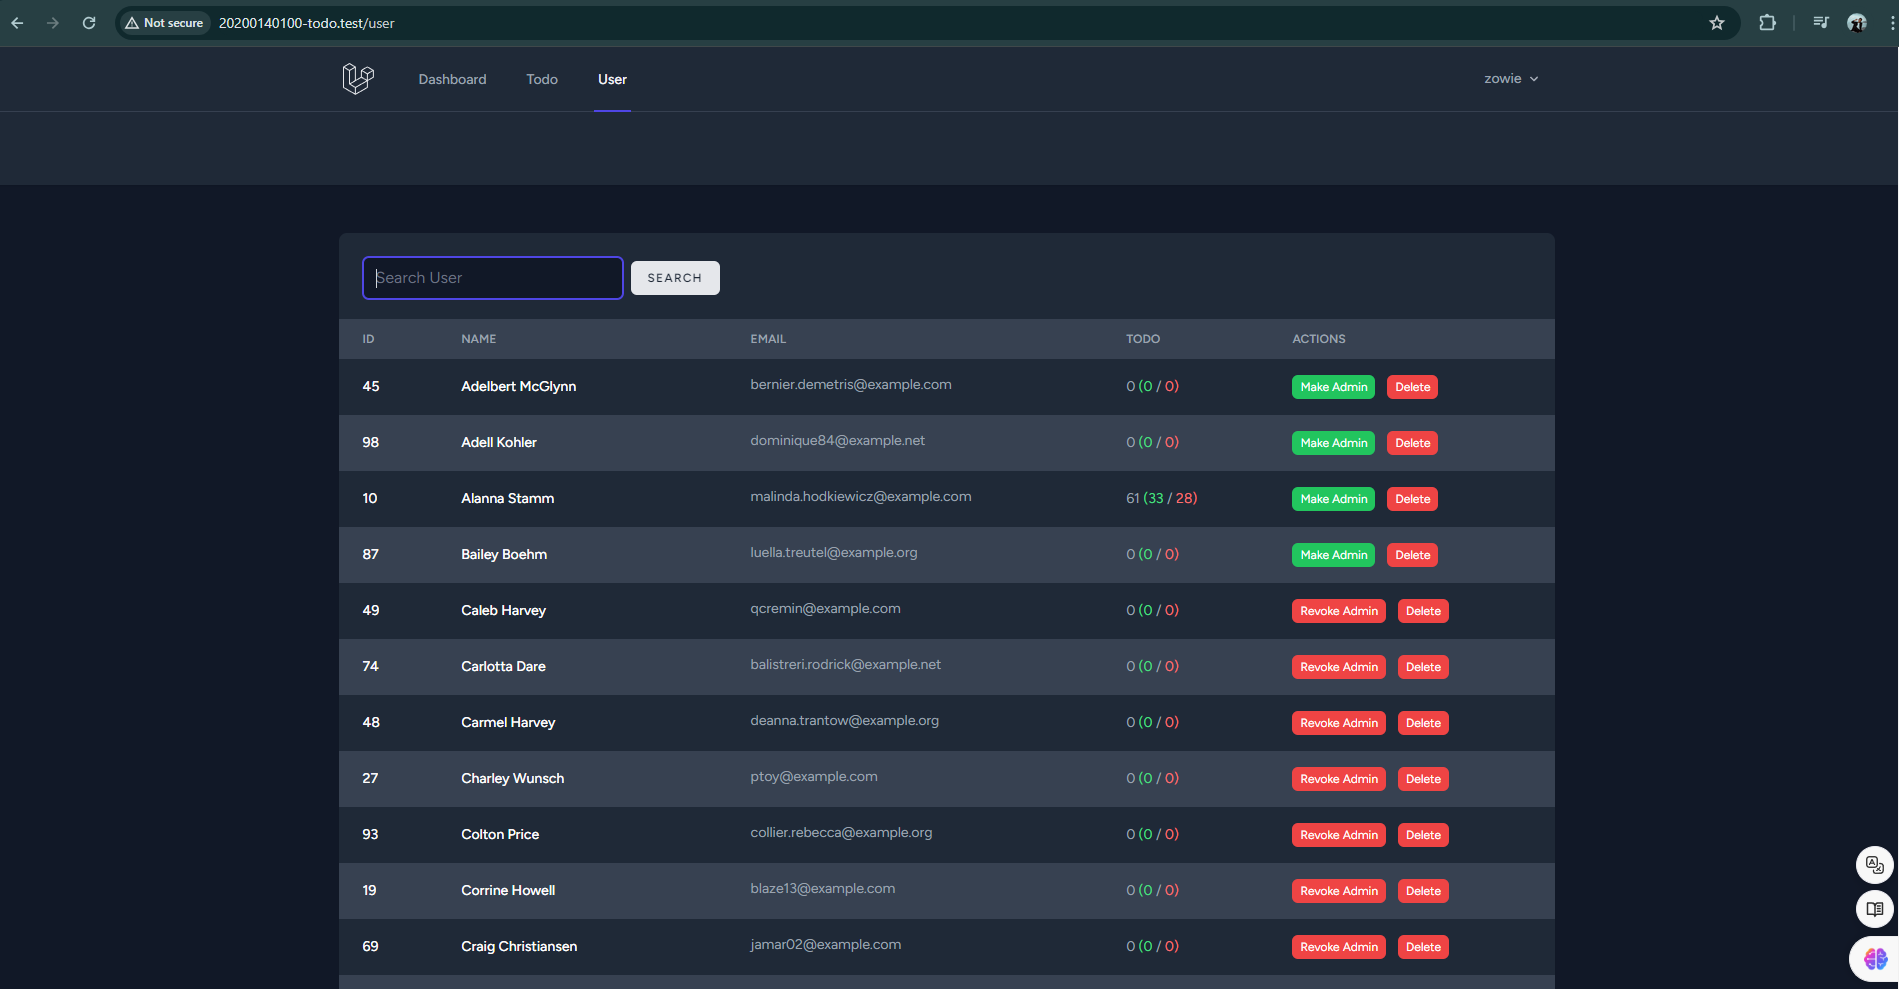 Not secure 20200140100-todo.test/user
Dashboard Todo User zowie
Search User SEARCH
ID NAME EMAIL TODO ACTIONS
45 Adelbert McGlynn bernier.demetris@example.com 0 (0 / 0) Make Admin Delete
98 Adell Kohler dominique84@example.net 0 (0 / 0) Make Admin Delete
10 Alanna Stamm malinda.hodkiewicz@example.com 61 (33 / 28) Make Admin Delete
87 Bailey Boehm luella.treutel@example.org 0 (0 / 0) Make Admin Delete
49 Caleb Harvey qcremin@example.com 0 (0 / 0) Revoke Admin Delete
74 Carlotta Dare balistreri.rodrick@example.net 0 (0 / 0) Revoke Admin Delete
48 Carmel Harvey deanna.trantow@example.org 0 (0 / 0) Revoke Admin Delete
27 Charley Wunsch ptoy@example.com 0 (0 / 0) Revoke Admin Delete
93 Colton Price collier.rebecca@example.org 0 (0 / 0) Revoke Admin Delete
19 Corrine Howell blaze13@example.com 0 (0 / 0) Revoke Admin Delete
69 Craig Christiansen jamar02@example.com 0 (0 / 0) Revoke Admin Delete